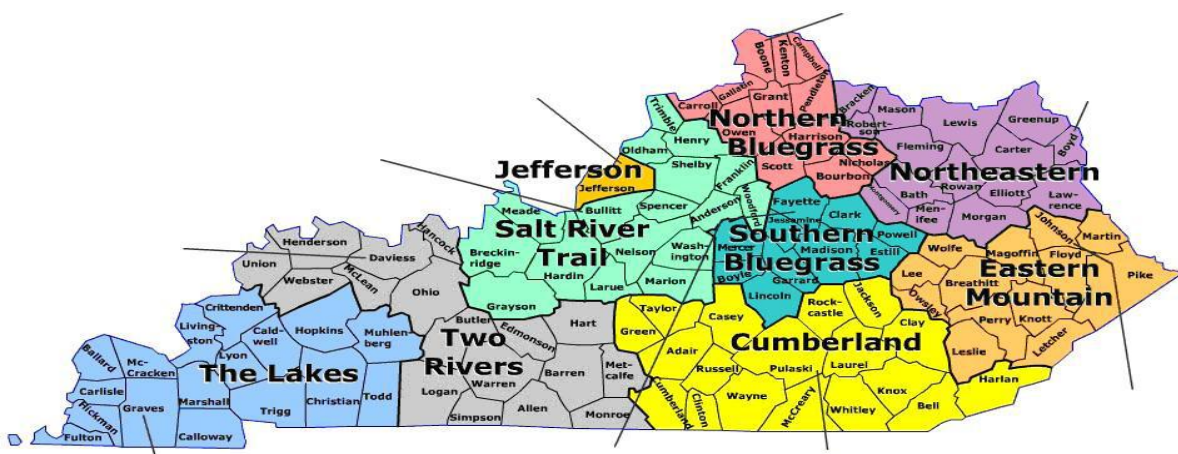 Boone
Kenton
Campbell
Gallatin
Carroll
Grant
Pendleton
Northern
Bluegrass
Owen
Harrison
Scott
Nicholas
Bourbon
Bracken
Mason
Robert-
son
Lewis
Greenup
Boyd
Fleming
Carter
Northeastern
Rowan
Bath
Elliott
Law-
rence
Montgomery
Men-
ifee
Morgan
Trimble
Henry
Oldham
Shelby
Franklin
Jefferson
Jefferson
Meade
Bullitt
Spencer
Anderson
Woodford
Salt River
Trail
Breckin-
ridge
Nelson
Wash-
ington
Hardin
Larue
Marion
Grayson
Fayette
Clark
Jessamine
Powell
Southern
Bluegrass
Mercer
Madison
Estill
Boyle
Garrard
Lincoln
Johnson
Martin
Wolfe
Magoffin
Floyd
Pike
Eastern
Mountain
Lee
Breathitt
Owsley
Perry
Knott
Letcher
Leslie
Henderson
Hancock
Daviess
Union
Webster
McLean
Ohio
Butler
Edmonson
Hart
Two
Rivers
Warren
Barren
Met-
calfe
Logan
Simpson
Allen
Monroe
Taylor
Casey
Rock-
castle
Jackson
Clay
Green
Adair
Cumberland
Russell
Pulaski
Laurel
Knox
Harlan
Cumberland
Clinton
Wayne
McCreary
Whitley
Bell
Crittenden
Living-
ston
Cald-
well
Hopkins
Muhlen-
berg
Lyon
Ballard
Mc-
Cracken
The Lakes
Carlisle
Graves
Marshall
Trigg
Christian
Todd
Hickman
Fulton
Calloway